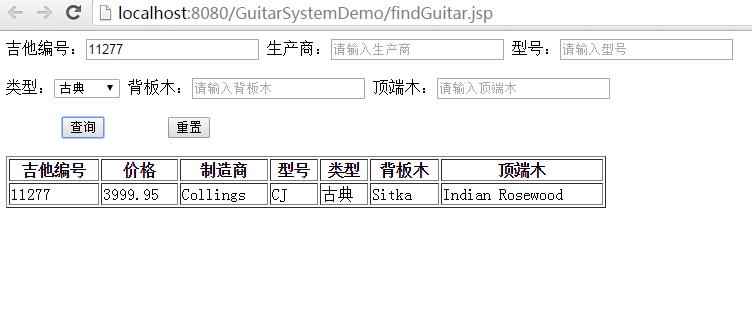 localhost:8080/GuitarSystemDemo/findGuitar.jsp
吉他编号：11277 生产商：请输入生产商 型号：请输入型号
类型：古典 背板木：请输入背板木 顶端木：请输入顶端木
查询 重置
吉他编号 价格 制造商 型号 类型 背板木 顶端木
11277 3999.95 Collings CJ 古典 Sitka Indian Rosewood